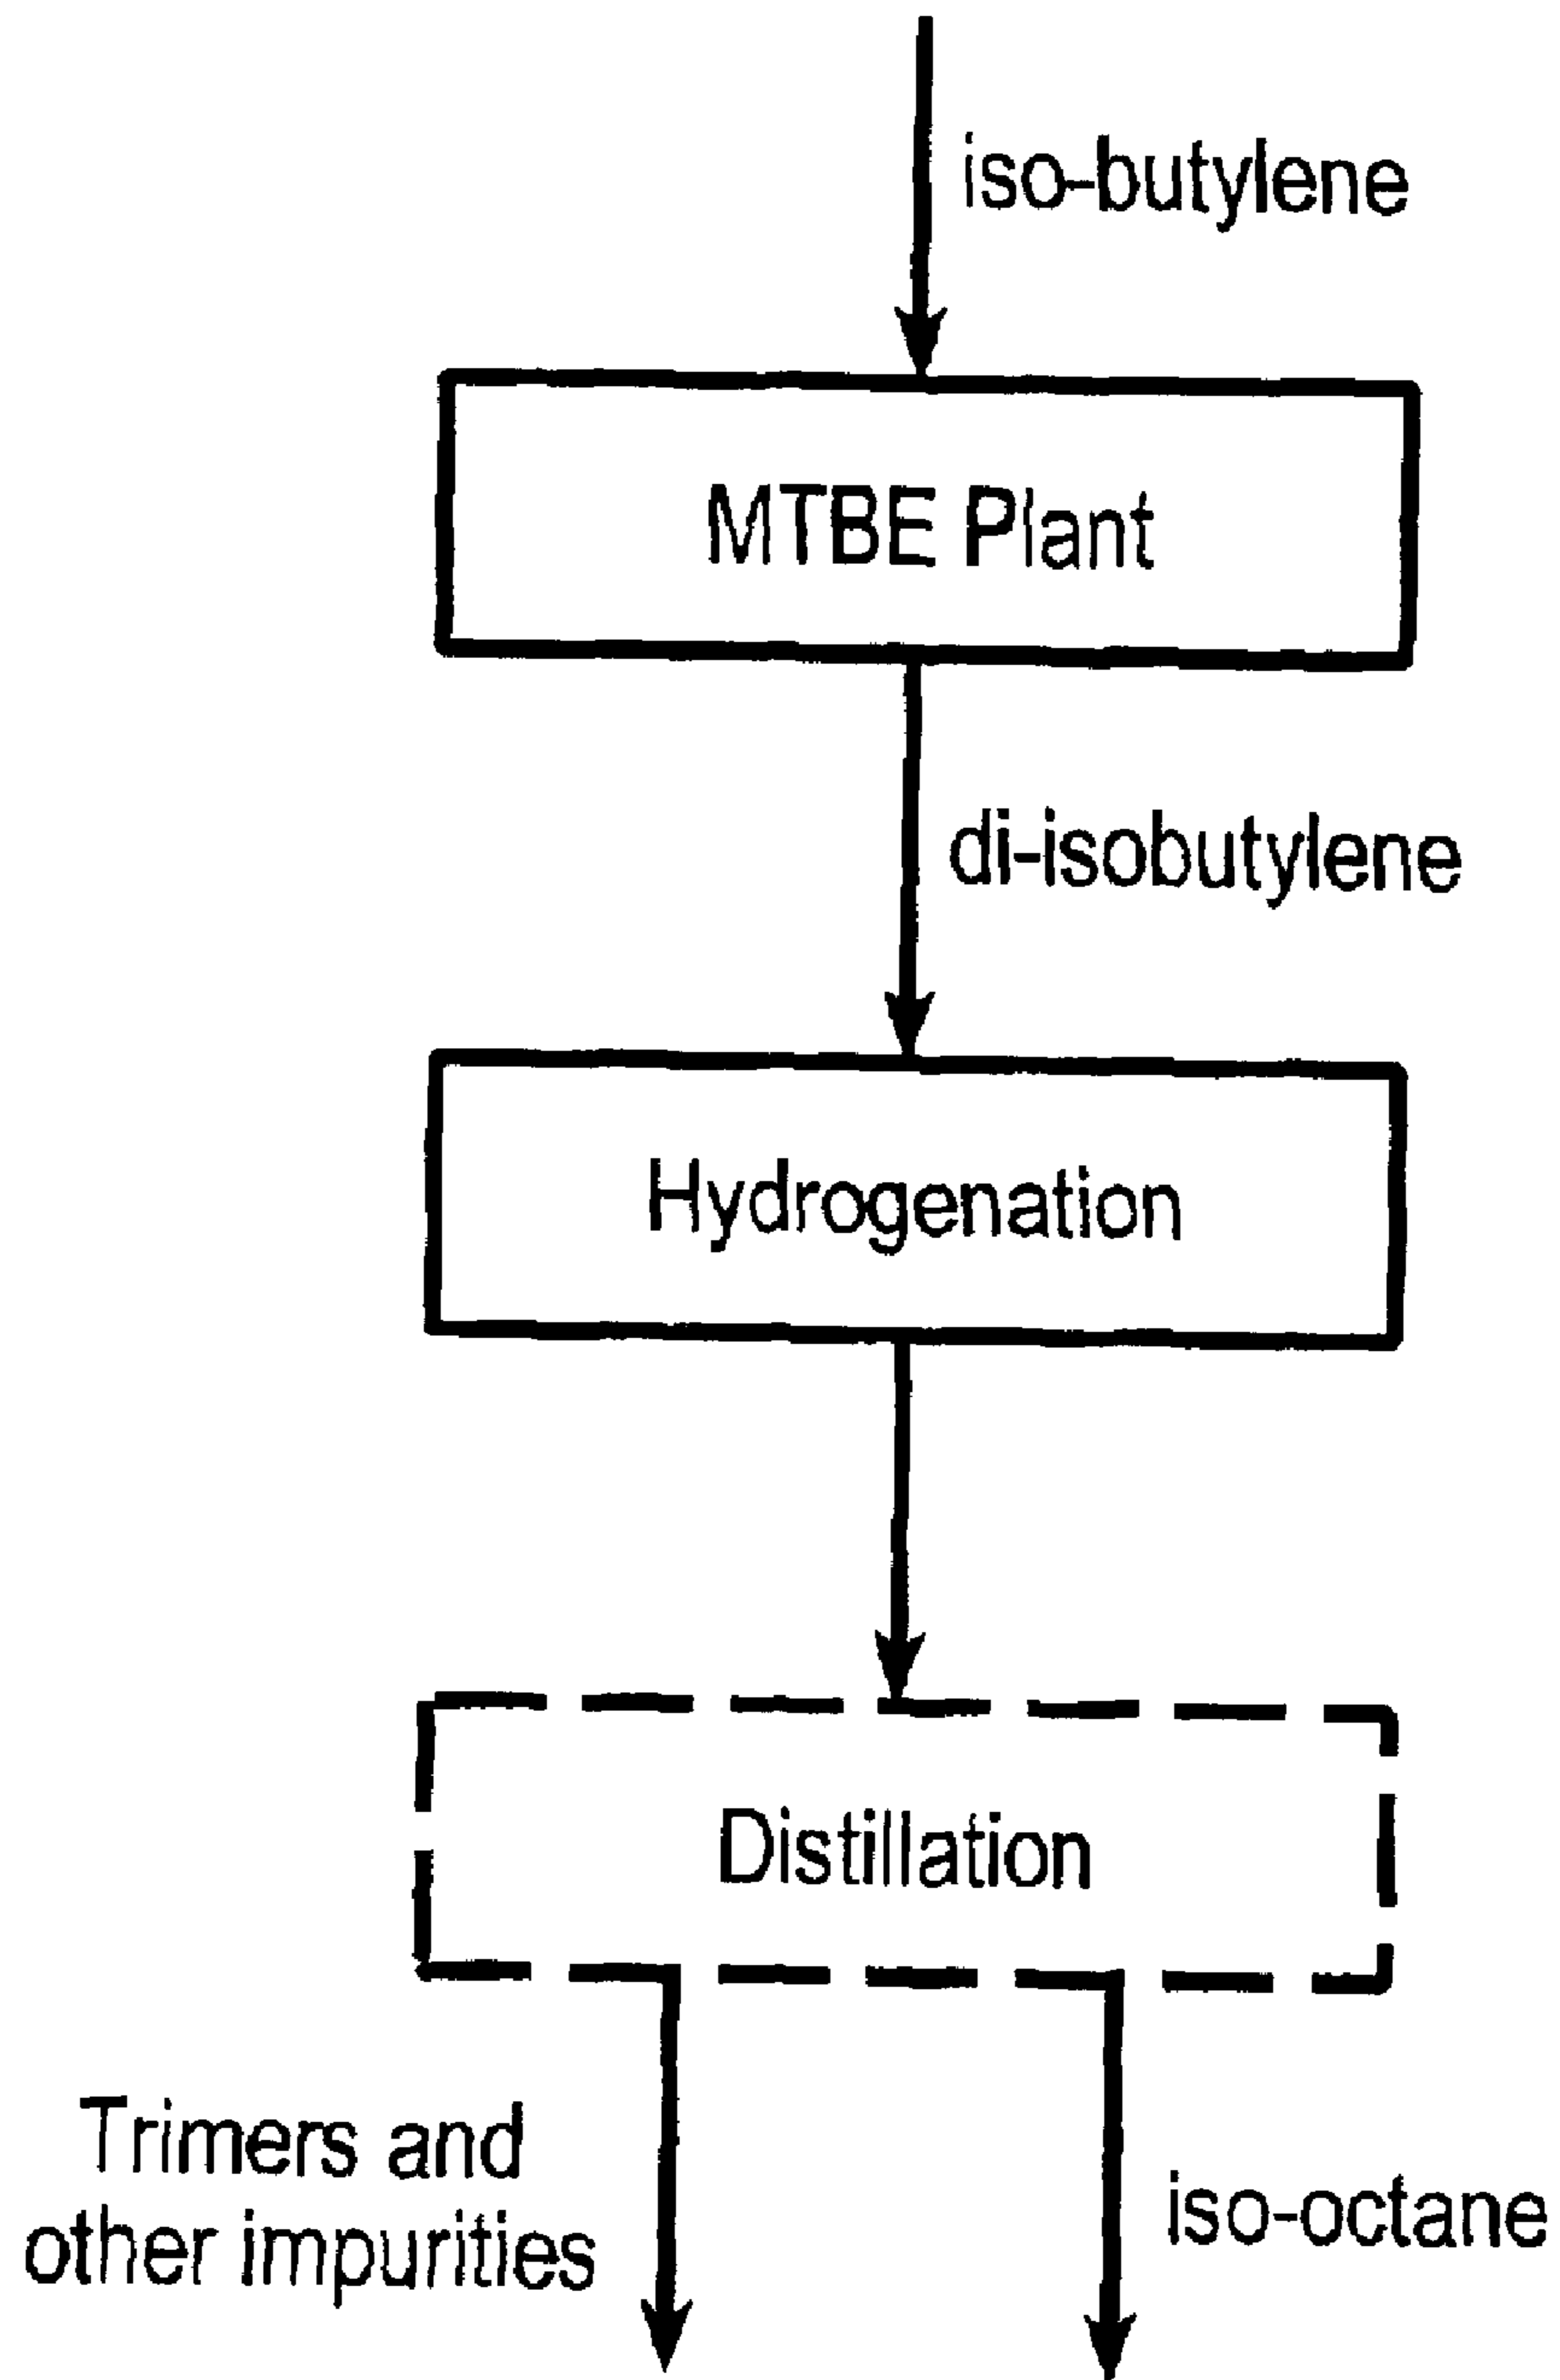 iso-butylene
MTBE Plant
di-isobutylene
Hydrogenation
Distillation
Trimers and
other impurities
iso-octane